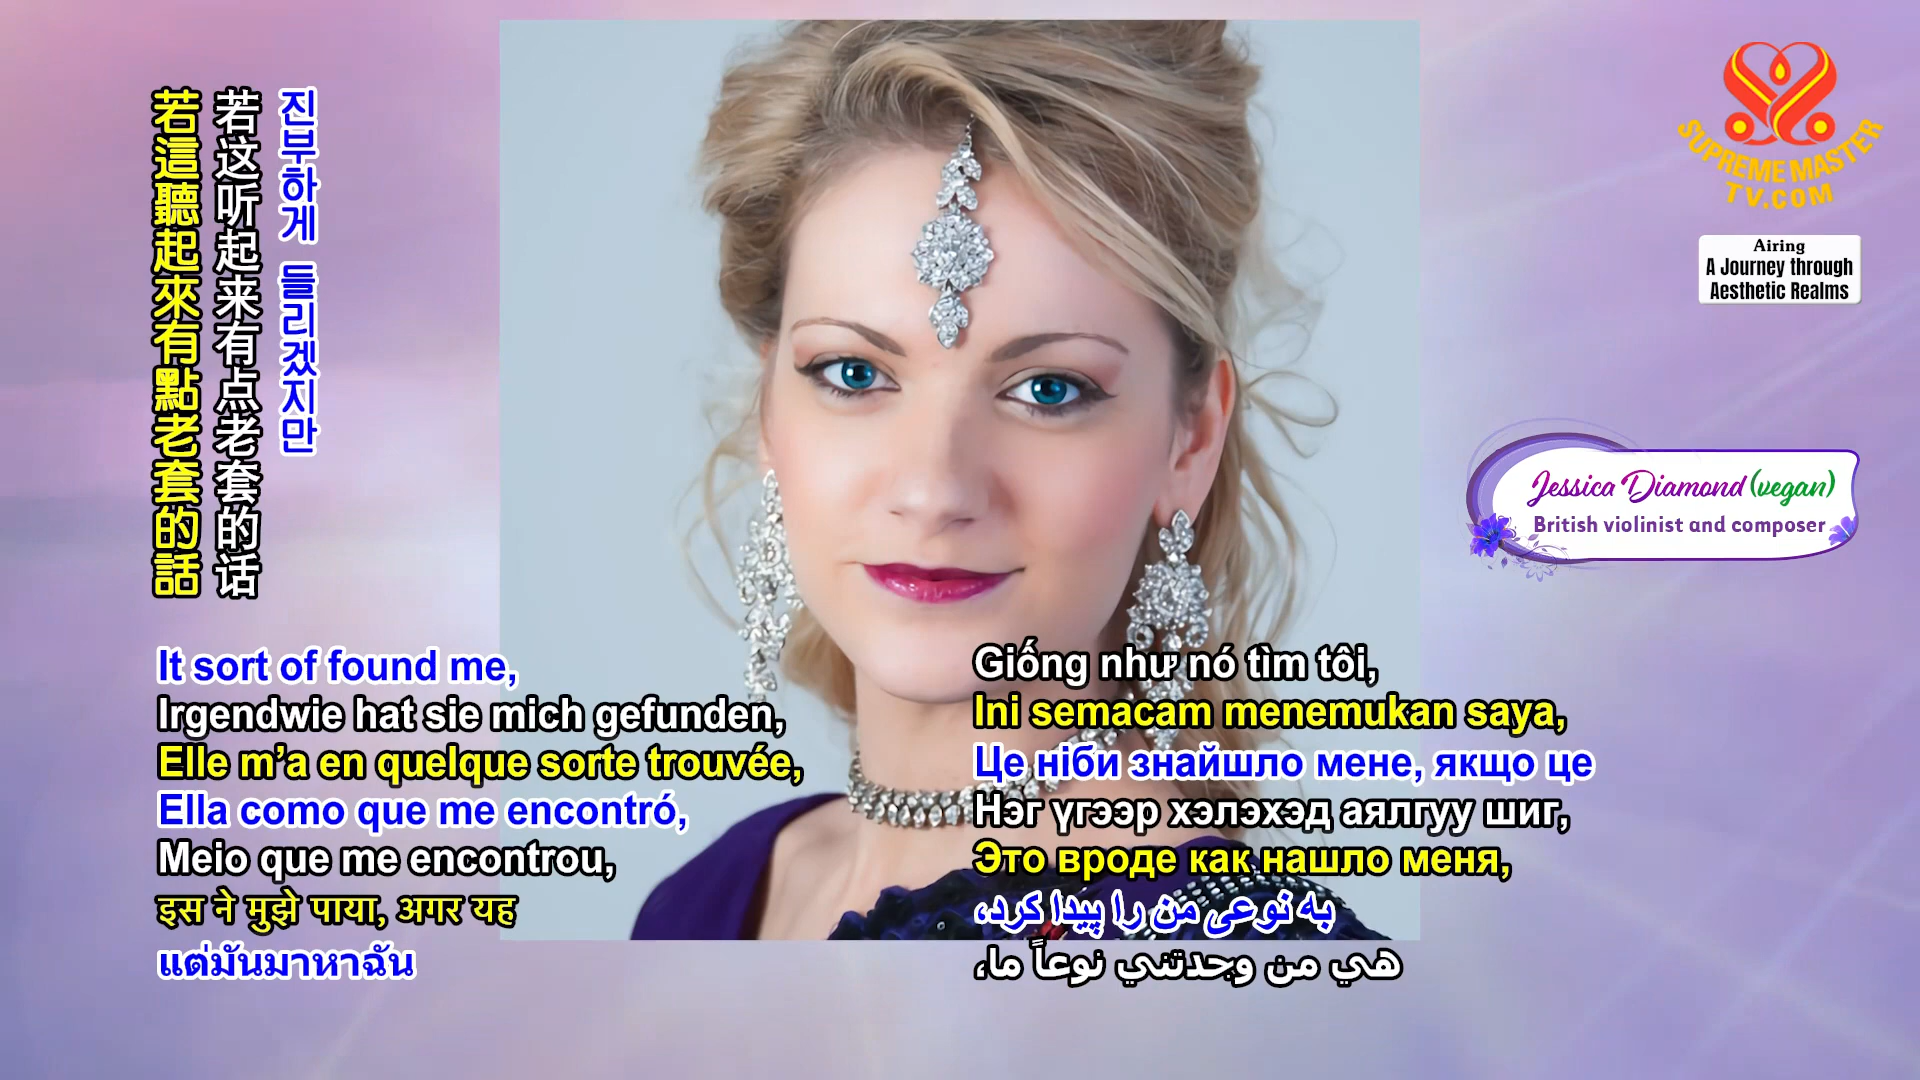 若這聽起來有點老套的話
若这听起来有点老套的话
진부하게 들리겠지만
SUPREME MASTER
TV.COM
Airing
A Journey through
Aesthetic Realms
Jessica Diamond (vegan)
British violinist and composer
It sort of found me,
Irgendwie hat sie mich gefunden,
Elle m’a en quelque sorte trouvée,
Ella como que me encontró,
Meio que me encontrou,
इस ने मुझे पाया, अगर यह
แต่มันมาหาฉัน
Giống như nó tìm tôi,
Ini semacam menemukan saya,
Це ніби знайшло мене, якщо це
Нэг үгээр хэлэхэд аялгуу шиг,
Это вроде как нашло меня,
به نوعی من را پیدا کرد،
هي من وجدتني نوعاً ما،